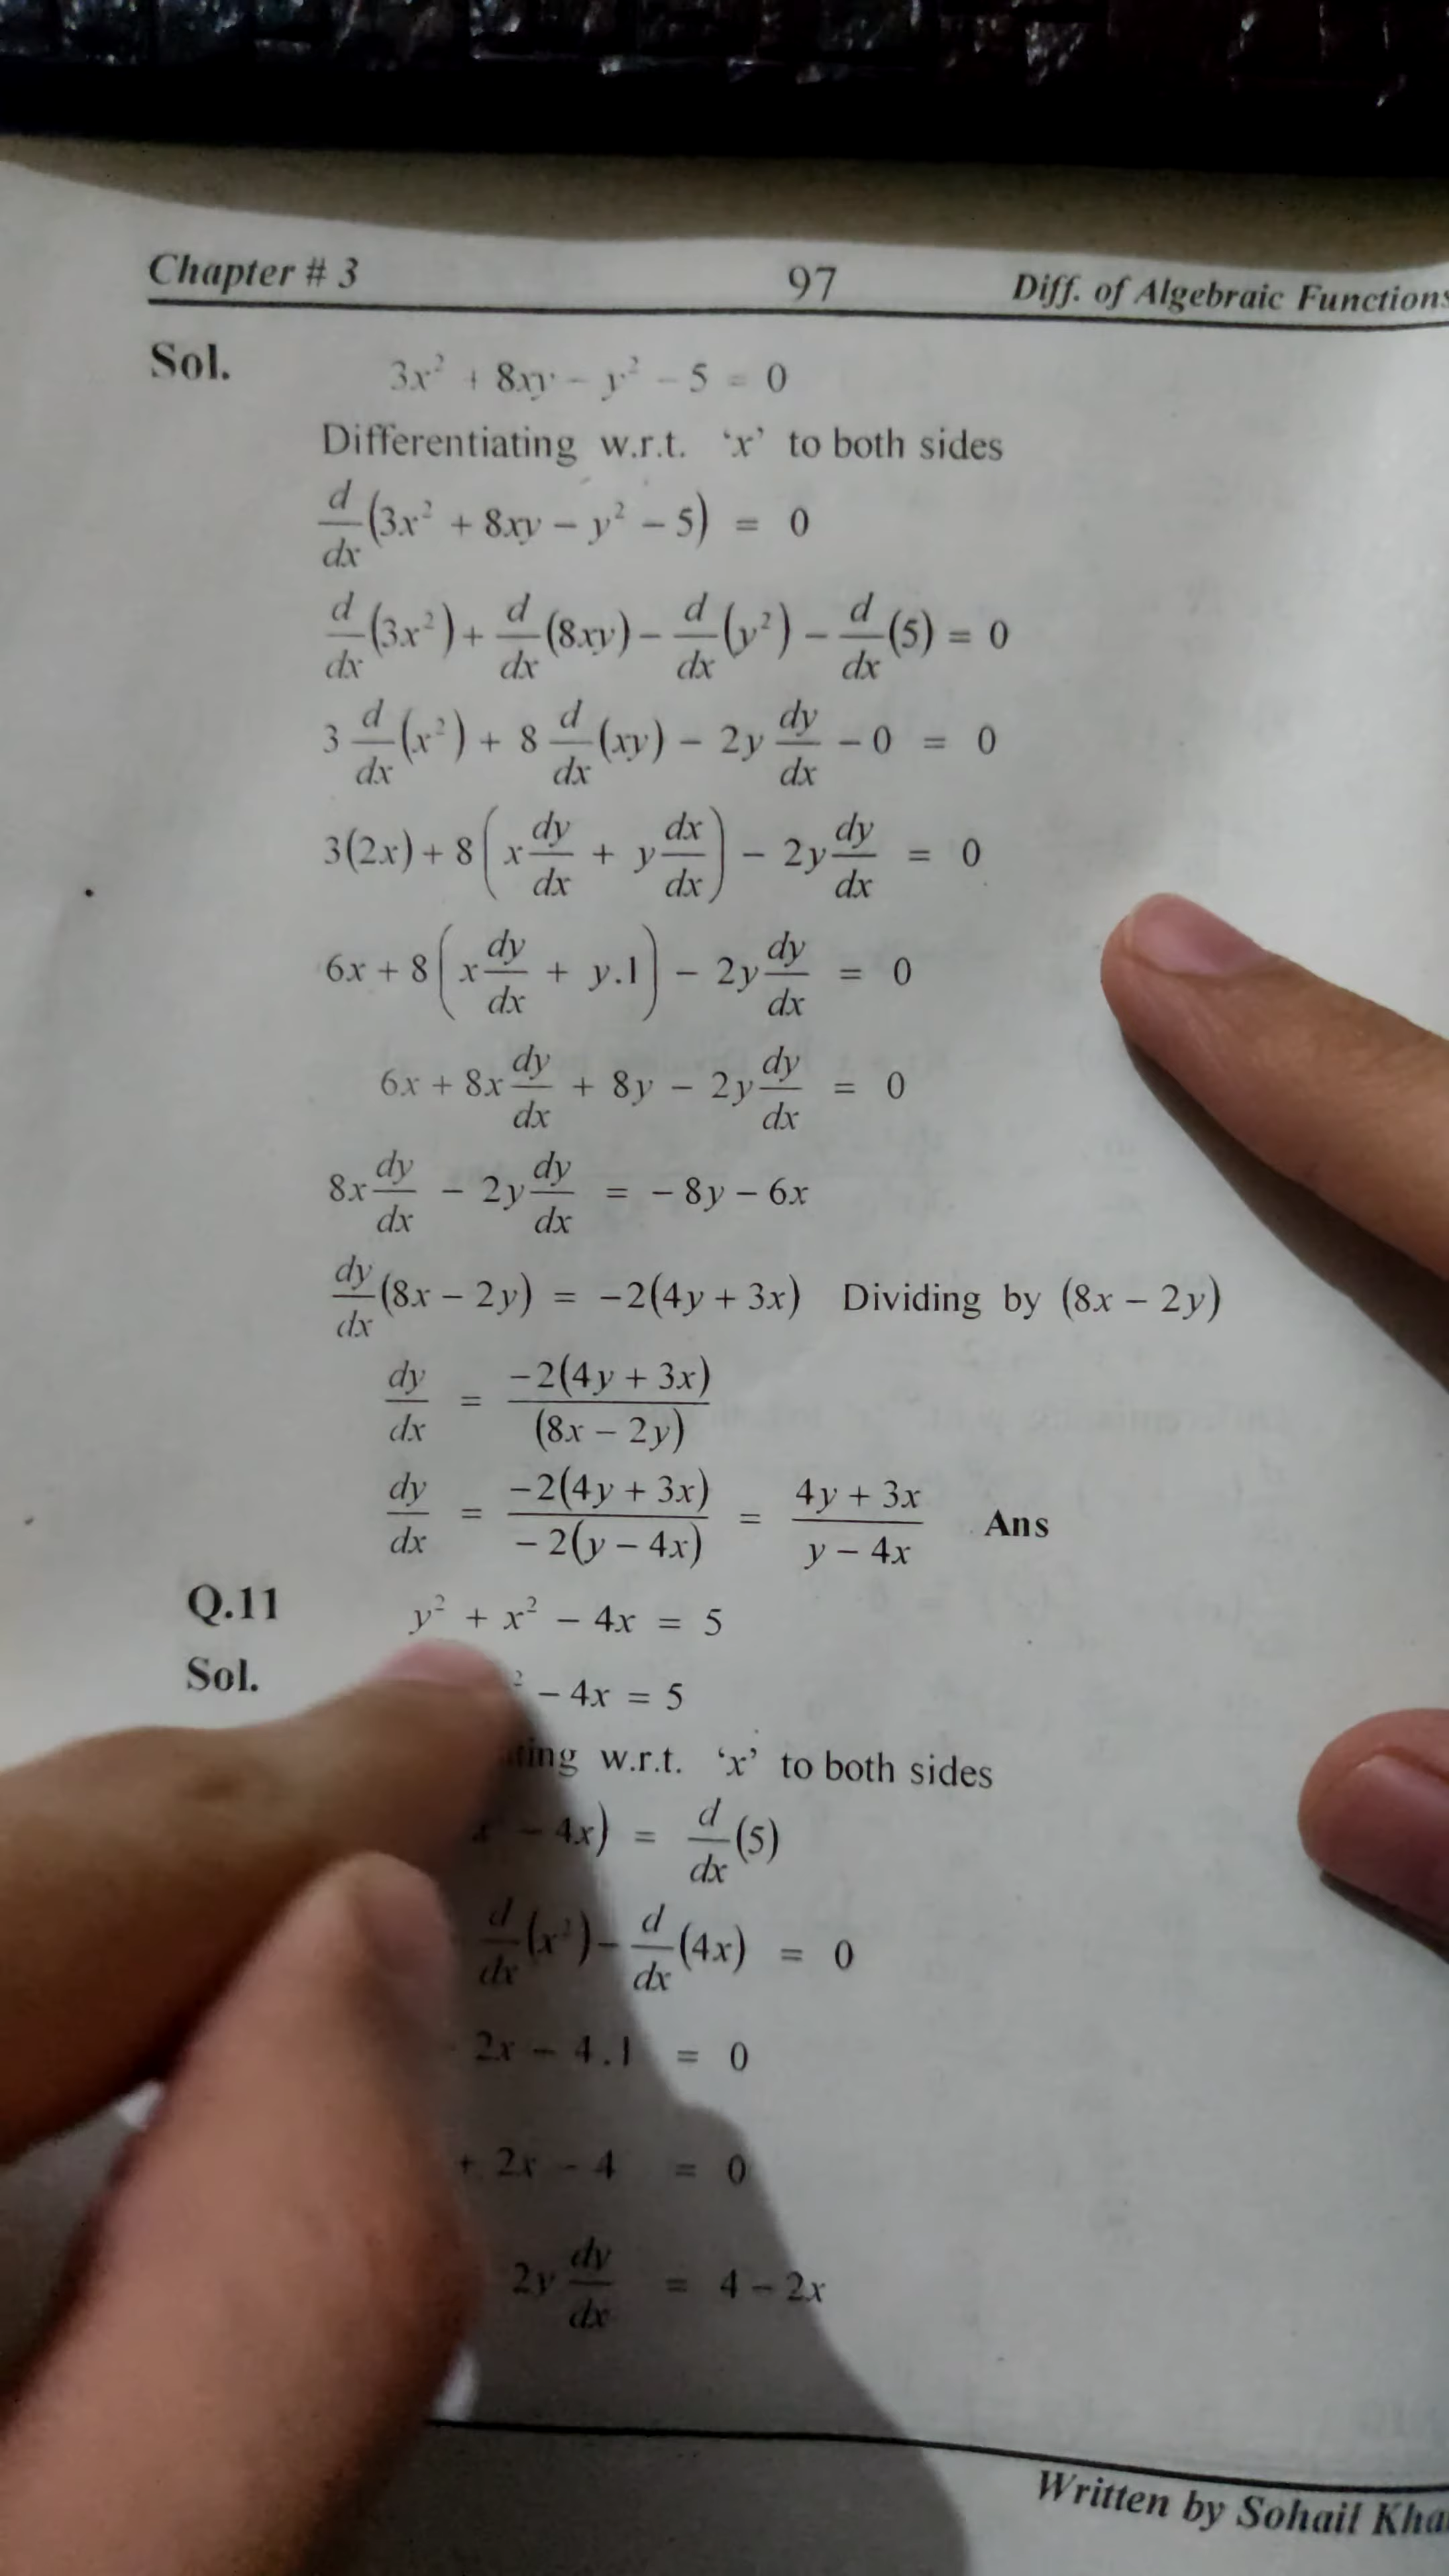 Chapter # 3 97 Diff. of Algebraic Functions
Sol. 3x² + 8xy – y² – 5 = 0
Differentiating w.r.t. ‘x’ to both sides
d/dx (3x² + 8xy – y² – 5) = 0
d/dx (3x²) + d/dx (8xy) – d/dx (y²) – d/dx (5) = 0
3 d/dx (x²) + 8 d/dx (xy) – 2y dy/dx – 0 = 0
3(2x) + 8 (x dy/dx + y dx/dx) – 2y dy/dx = 0
6x + 8 (x dy/dx + y.1) – 2y dy/dx = 0
6x + 8x dy/dx + 8y – 2y dy/dx = 0
8x dy/dx – 2y dy/dx = – 8y – 6x
dy/dx (8x – 2y) = –2(4y + 3x) Dividing by (8x – 2y)
dy/dx = –2(4y + 3x) / (8x – 2y)
dy/dx = –2(4y + 3x) / – 2(y – 4x) = 4y + 3x / y – 4x Ans
Q.11 y² + x² – 4x = 5
Sol. ² – 4x = 5
w.r.t. ‘x’ to both sides
– 4x) = d/dx (5)
d/dx (x²) – d/dx (4x) = 0
2x – 4.1 = 0
+ 2x – 4 = 0
2y dy/dx = 4 – 2x
Written by Sohail